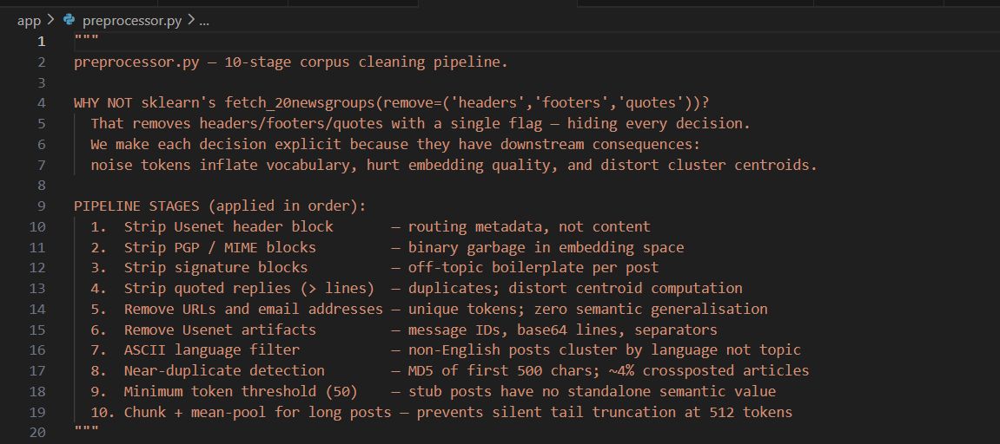 app > preprocessor.py > ...
1 """
2 preprocessor.py — 10-stage corpus cleaning pipeline.
3
4 WHY NOT sklearn's fetch_20newsgroups(remove=('headers','footers','quotes'))?
5 That removes headers/footers/quotes with a single flag — hiding every decision.
6 We make each decision explicit because they have downstream consequences:
7 noise tokens inflate vocabulary, hurt embedding quality, and distort cluster centroids.
8
9 PIPELINE STAGES (applied in order):
10 1. Strip Usenet header block — routing metadata, not content
11 2. Strip PGP / MIME blocks — binary garbage in embedding space
12 3. Strip signature blocks — off-topic boilerplate per post
13 4. Strip quoted replies (> lines) — duplicates; distort centroid computation
14 5. Remove URLs and email addresses — unique tokens; zero semantic generalisation
15 6. Remove Usenet artifacts — message IDs, base64 lines, separators
16 7. ASCII language filter — non-English posts cluster by language not topic
17 8. Near-duplicate detection — MD5 of first 500 chars; ~4% crossposted articles
18 9. Minimum token threshold (50) — stub posts have no standalone semantic value
19 10. Chunk + mean-pool for long posts — prevents silent tail truncation at 512 tokens
20 """